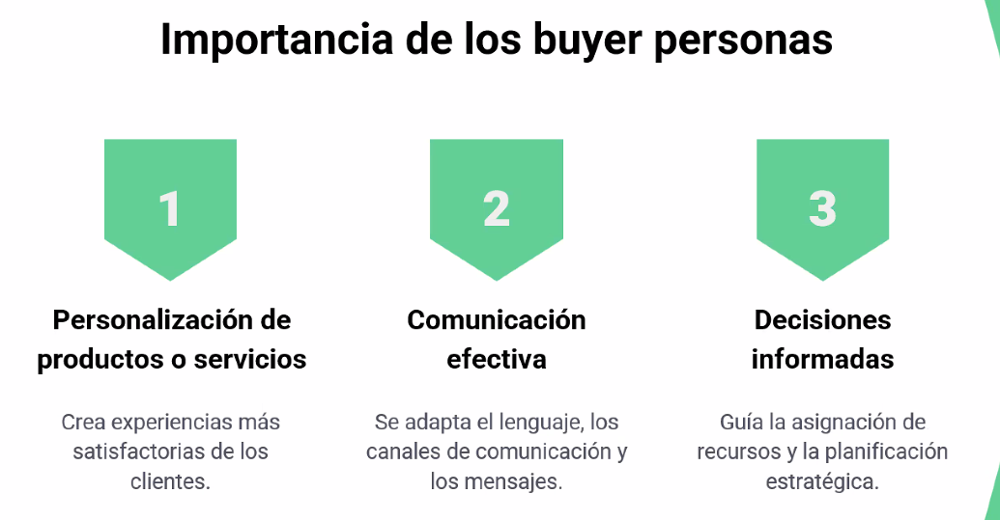 Importancia de los buyer personas
1
2
3
Personalización de
productos o servicios
Crea experiencias más
satisfactorias de los
clientes.
Comunicación
efectiva
Se adapta el lenguaje, los
canales de comunicación y
los mensajes.
Decisiones
informadas
Guía la asignación de
recursos y la planificación
estratégica.